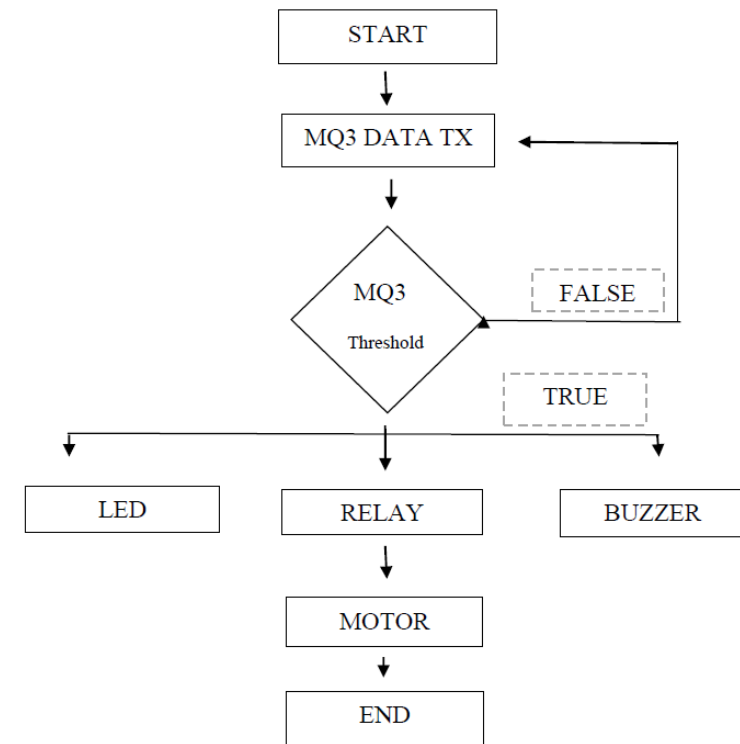 START
MQ3 DATA TX
MQ3
FALSE
Threshold
TRUE
LED
RELAY
BUZZER
MOTOR
END